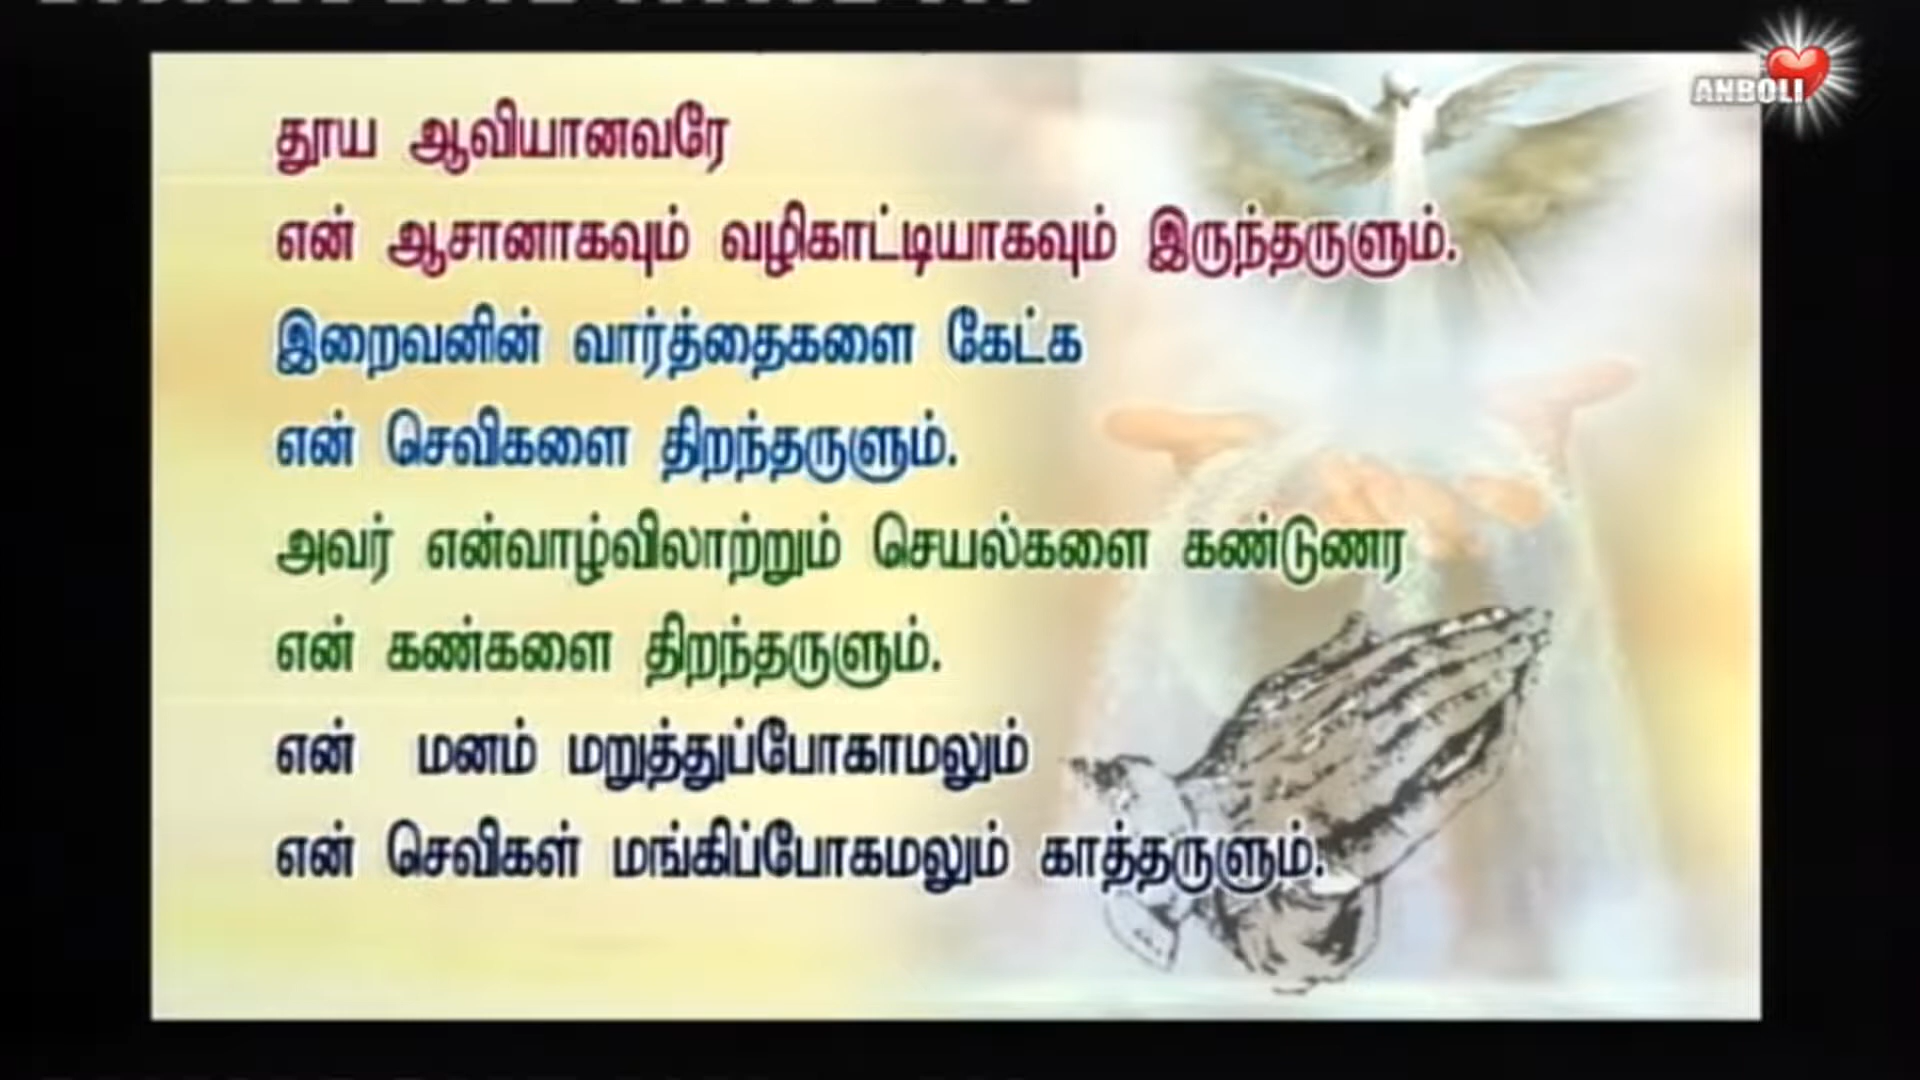 ANBOLI
தூய ஆவியானவரே
என் ஆசானாகவும் வழிகாட்டியாகவும் இருந்தருளும்.
இறைவனின் வார்த்தைகளை கேட்க
என் செவிகளை திறந்தருளும்.
அவர் என்வாழ்விலாற்றும் செயல்களை கண்டுணர
என் கண்களை திறந்தருளும்.
என் மனம் மறுத்துப்போகாமலும்
என் செவிகள் மங்கிப்போகமலும் காத்தருளும்.